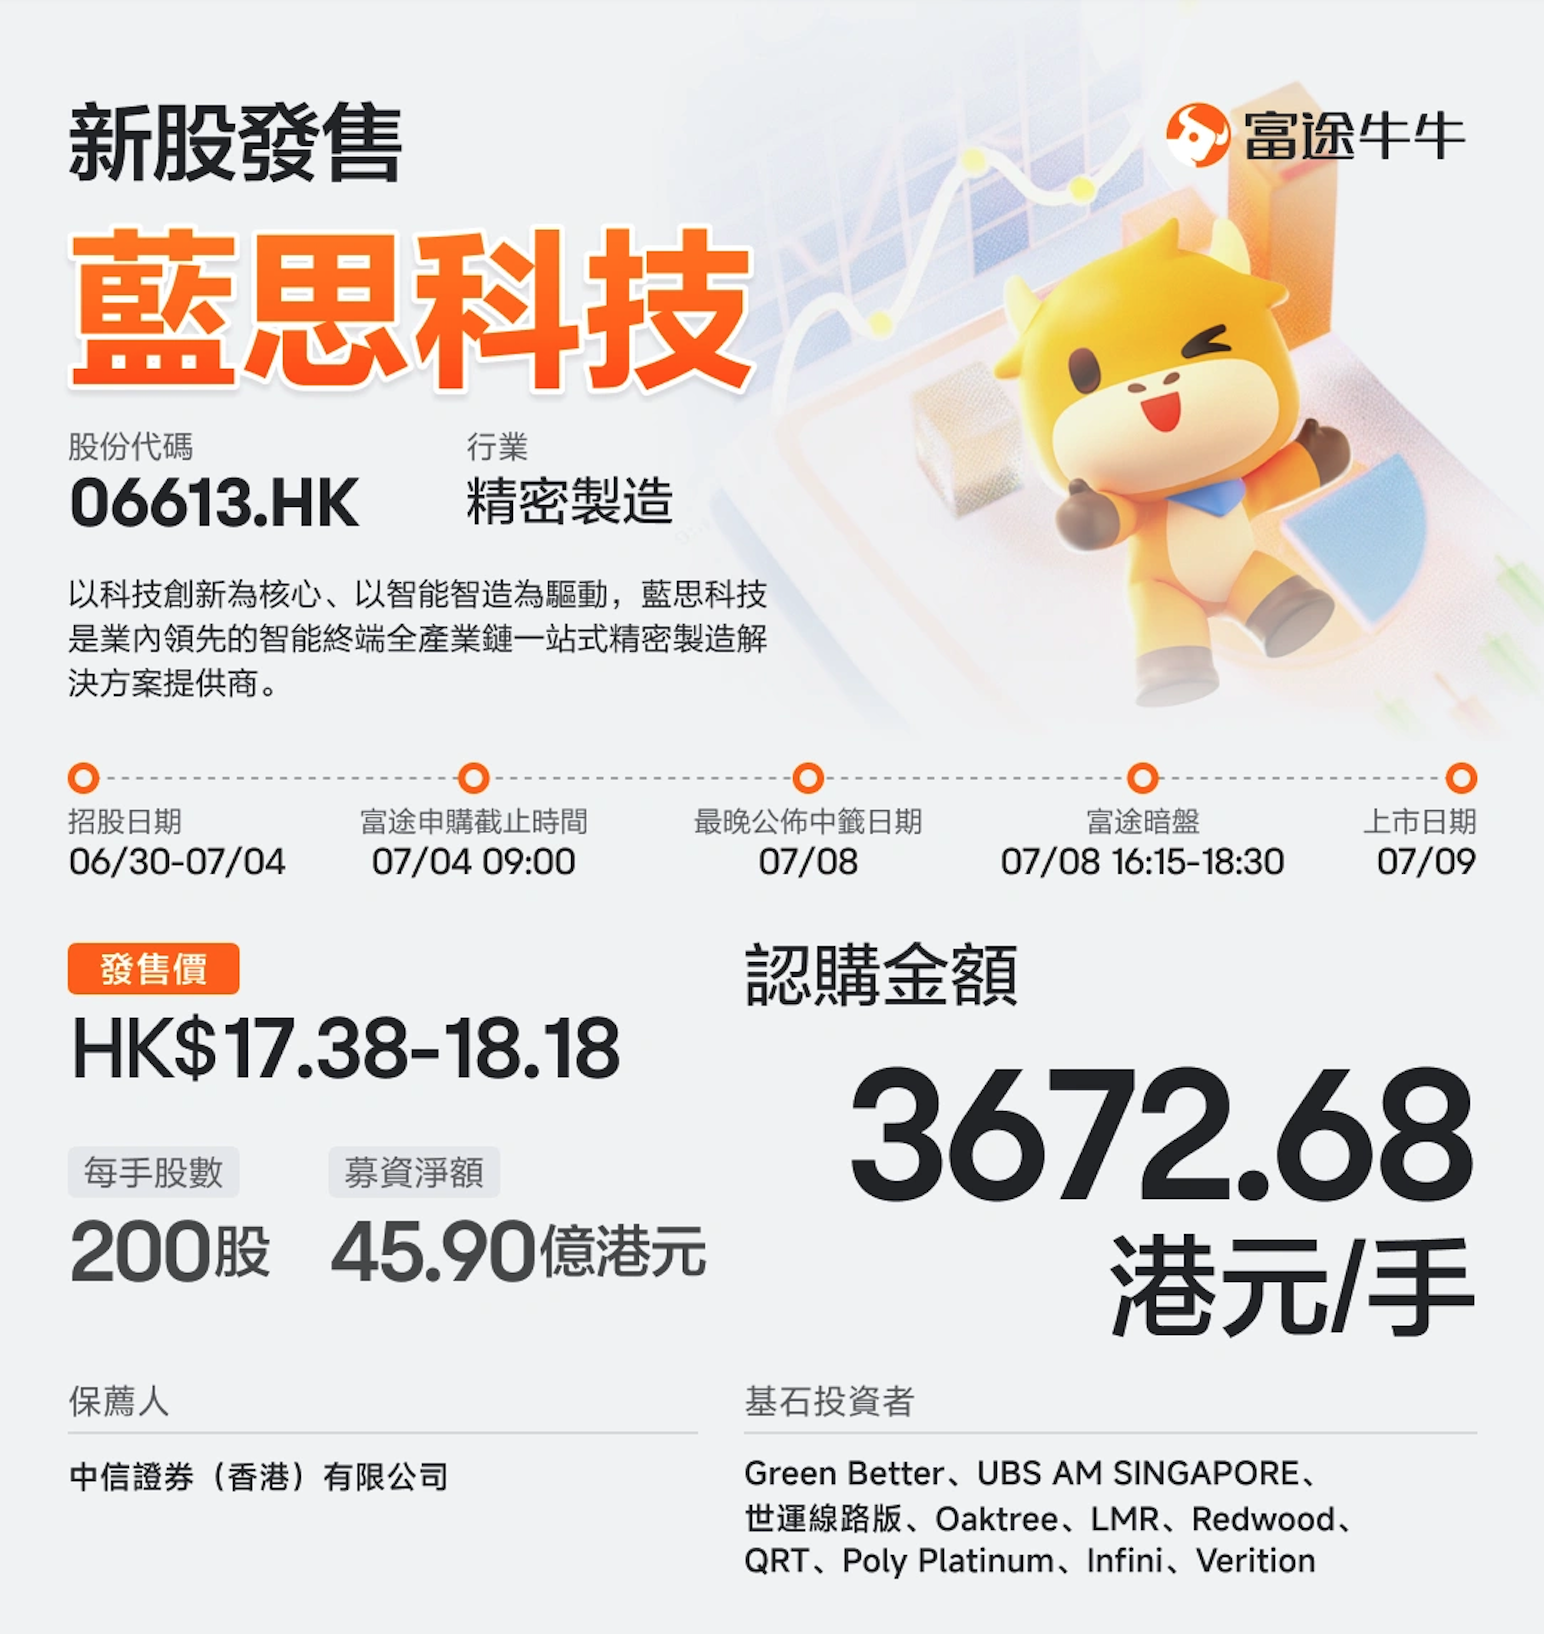 新股發售
富途牛牛
藍思科技
股份代碼
06613.HK
行業
精密製造
以科技創新為核心、以智能智造為驅動，藍思科技
是業內領先的智能終端全產業鏈一站式精密製造解
決方案提供商。
招股日期
06/30-07/04
富途申購截止時間
07/04 09:00
最晚公佈中籤日期
07/08
富途暗盤
07/08 16:15-18:30
上市日期
07/09
發售價
HK$17.38-18.18
每手股數
200股
募資淨額
45.90億港元
認購金額
3672.68
港元/手
保薦人
中信證券（香港）有限公司
基石投資者
Green Better、UBS AM SINGAPORE、
世運線路版、Oaktree、LMR、Redwood、
QRT、Poly Platinum、Infini、Verition